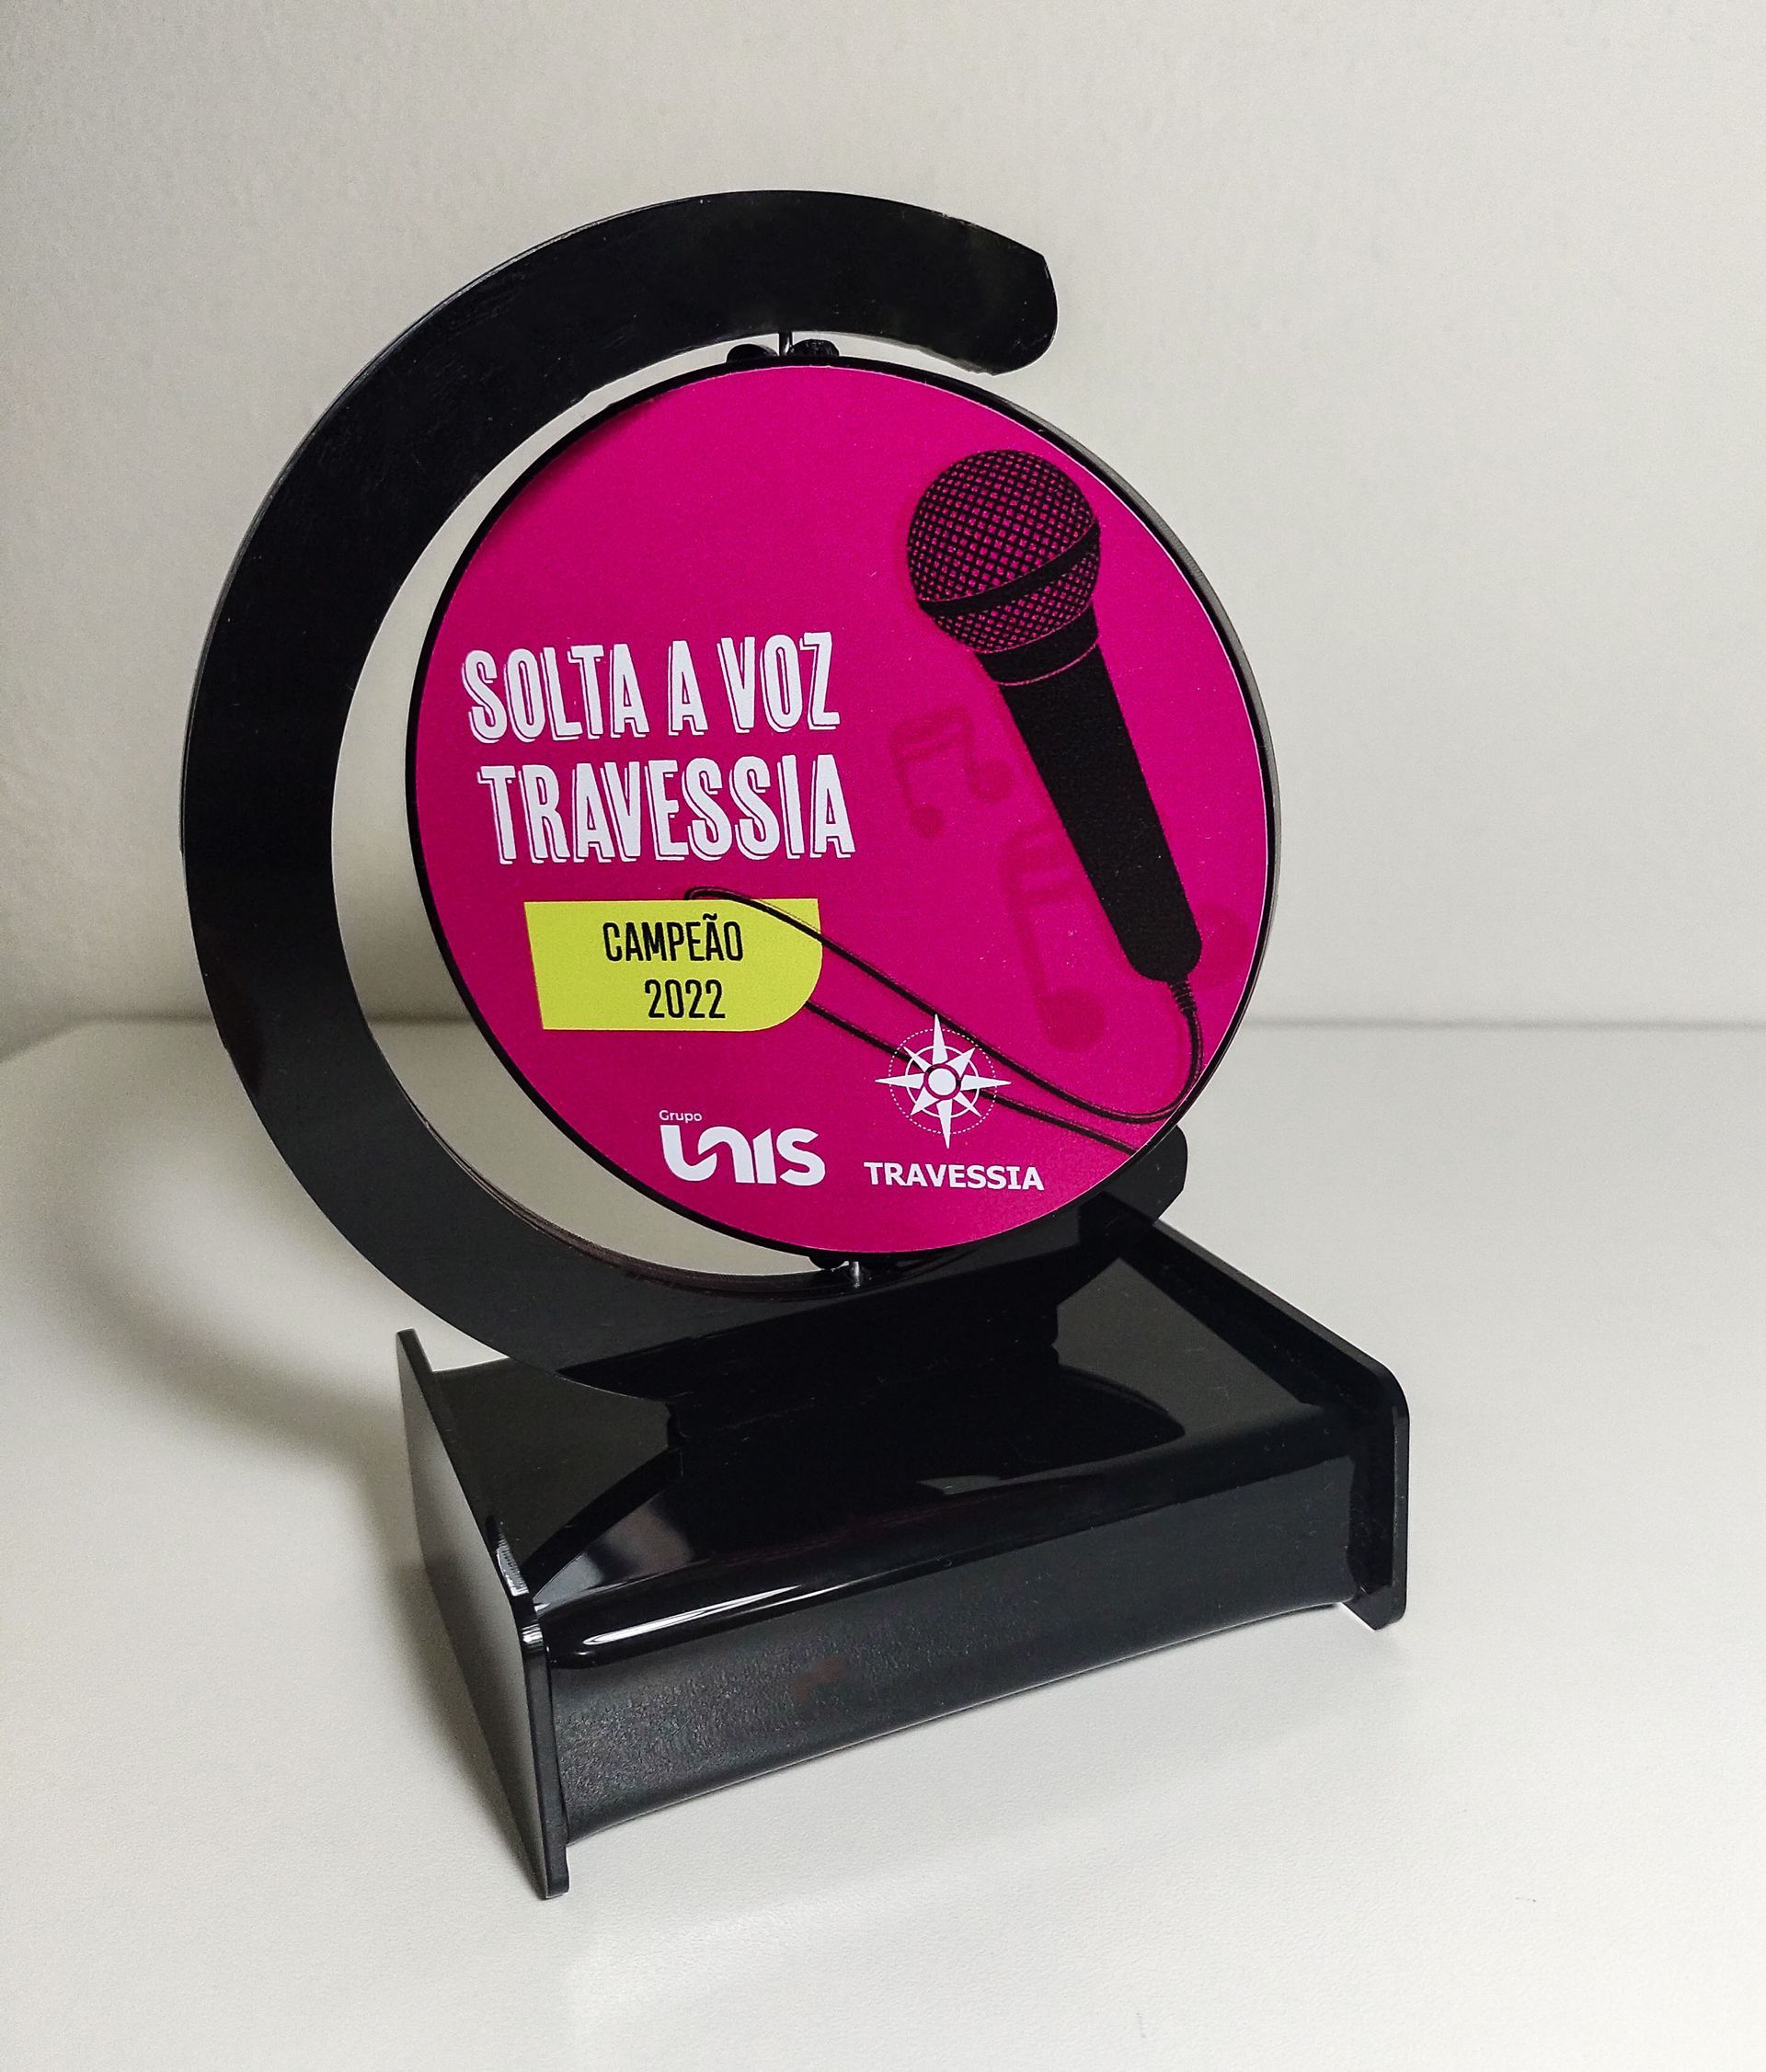 SOLTA A VOZ
TRAVESSIA
CAMPEÃO
2022
Grupo
UNIS
TRAVESSIA